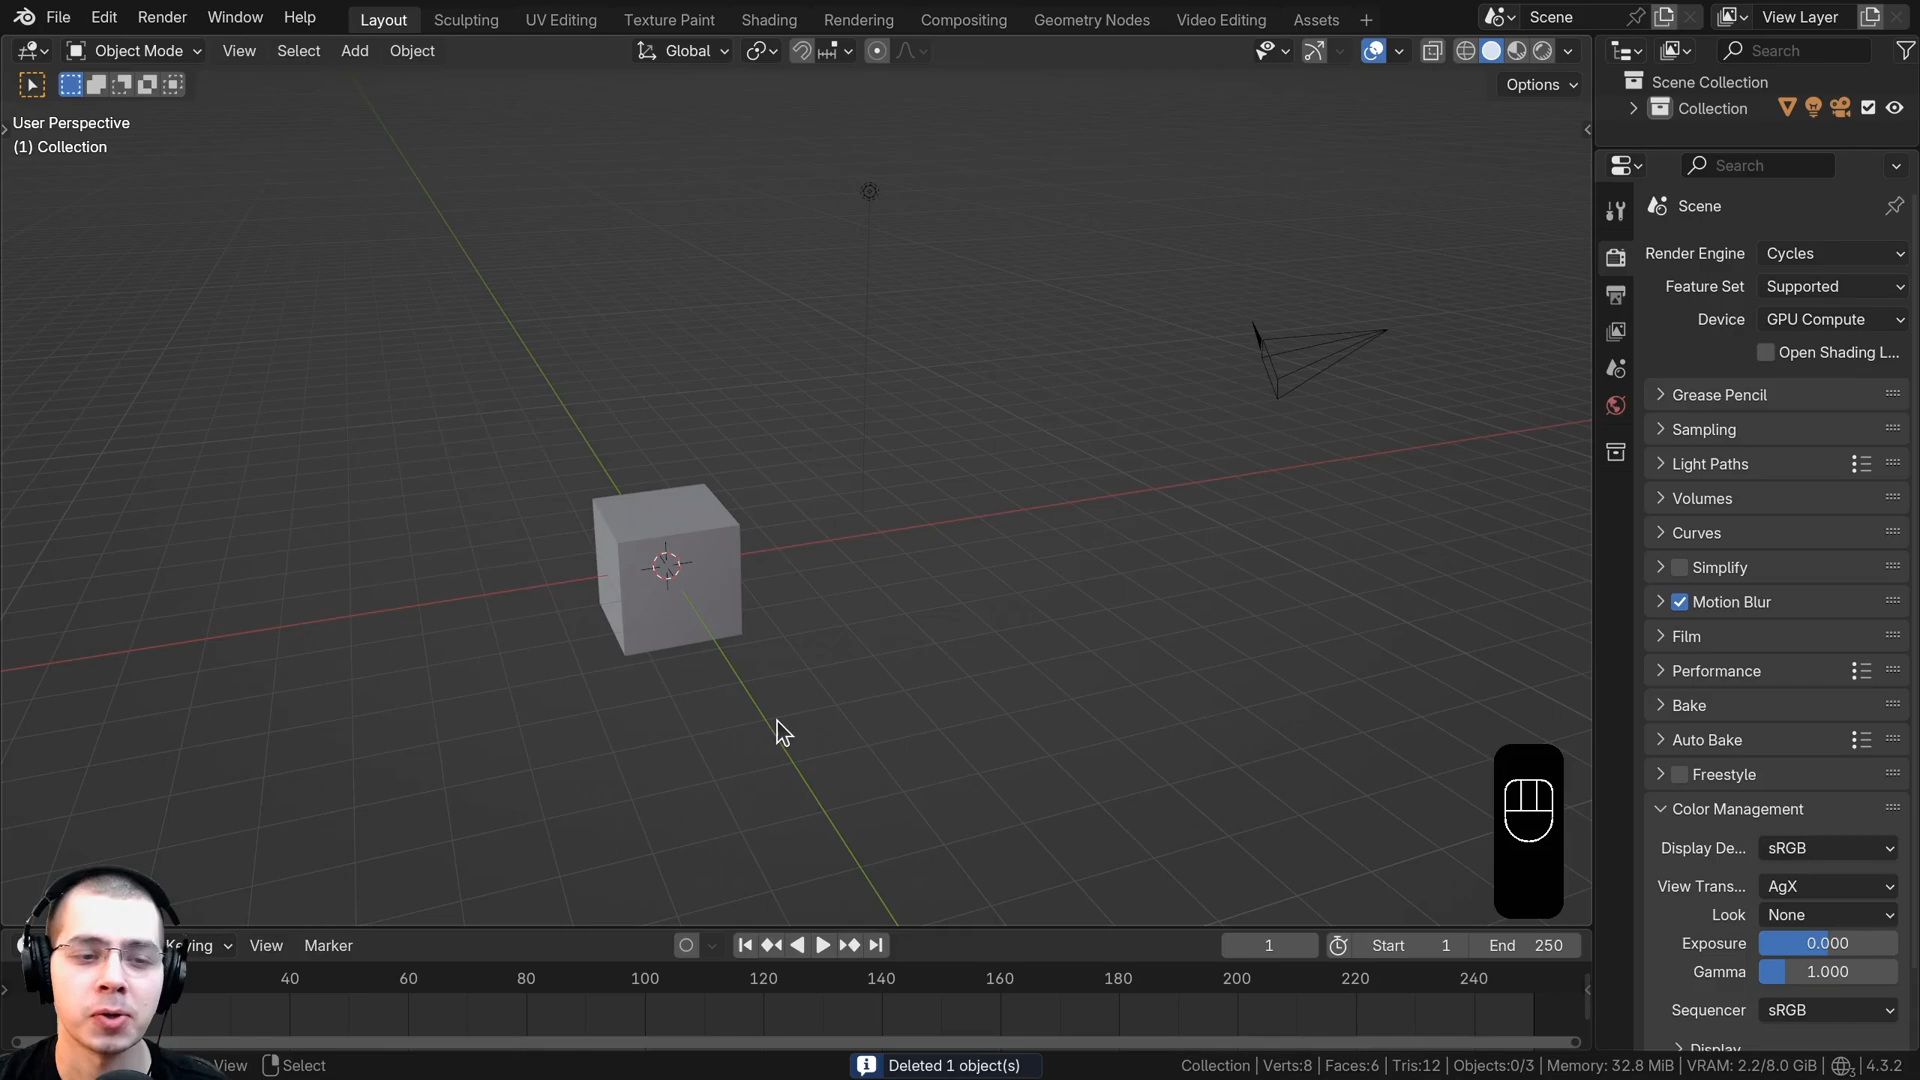 File Edit Render Window Help
Layout Sculpting UV Editing Texture Paint Shading Animation Rendering Compositing Geometry Nodes Video Editing Assets +
Scene
View Layer
Object Mode View Select Add Object
Global
Search
Options
User Perspective
(1) Collection
Scene Collection
Collection
Search
Scene
Render Engine Cycles
Feature Set Supported
Device GPU Compute
Open Shading L...
Grease Pencil
Sampling
Light Paths
Volumes
Curves
Simplify
Motion Blur
Film
Performance
Bake
Auto Bake
Freestyle
Color Management
Display De... sRGB
View Trans... AgX
Look None
Exposure 0.000
Gamma 1.000
Sequencer sRGB
Display
Keying View Marker
1 Start 1 End 250
40 60 80 100 120 140 160 180 200 220 240
View Select
Deleted 1 object(s)
Collection | Verts:8 | Faces:6 | Tris:12 | Objects:0/3 | Memory: 32.8 MiB | VRAM: 2.2/8.0 GiB | 3 4.3.2